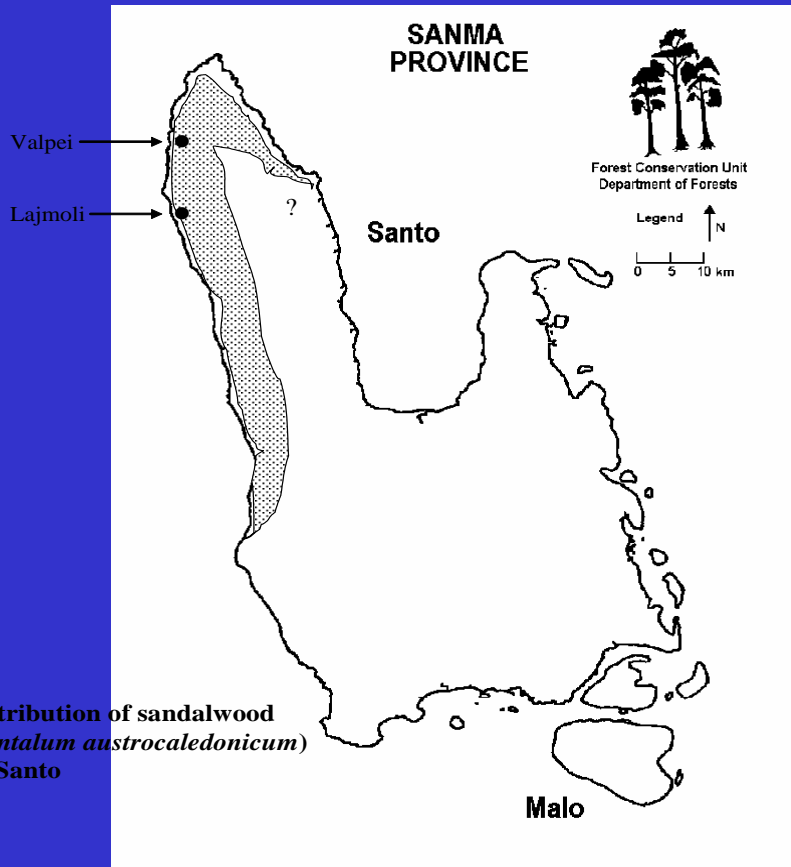 SANMA
PROVINCE
Forest Conservation Unit
Department of Forests
Legend
N
0 5 10 km
Valpei
Lajmoli
?
Santo
tribution of sandalwood
ntalum austrocaledonicum)
Santo
Malo